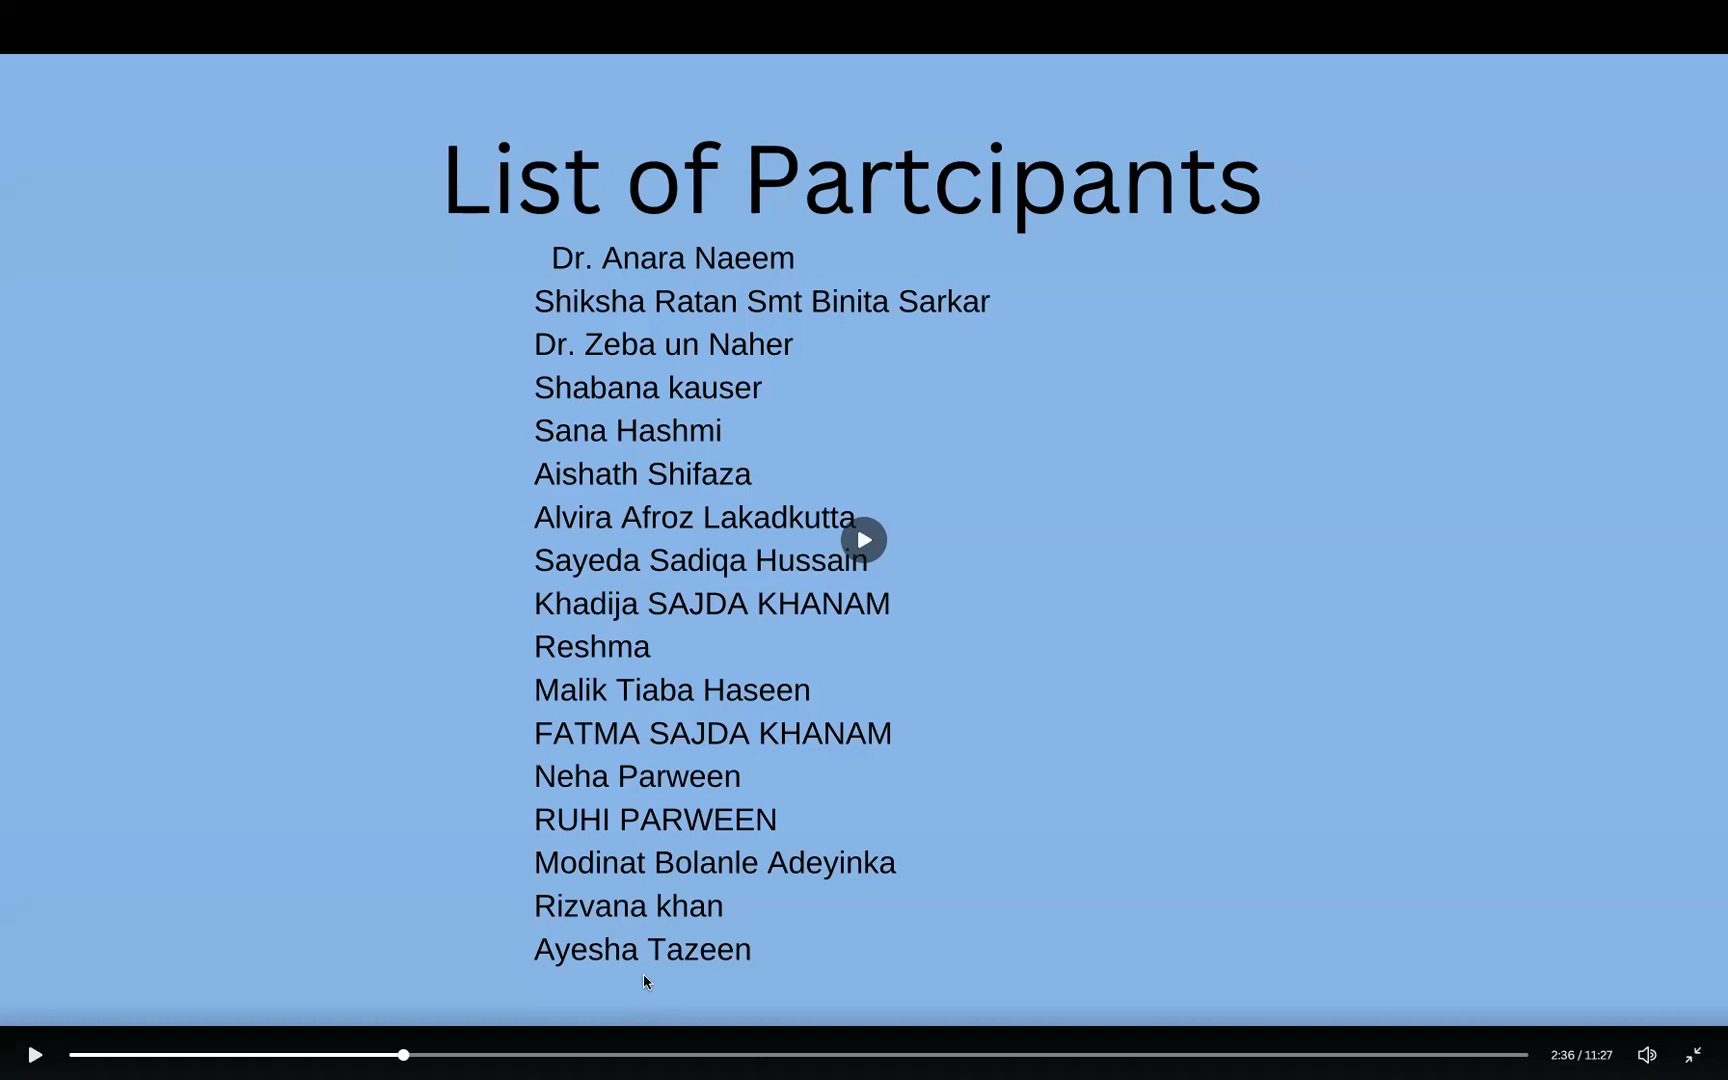 List of Partcipants
Dr. Anara Naeem
Shiksha Ratan Smt Binita Sarkar
Dr. Zeba un Naher
Shabana kauser
Sana Hashmi
Aishath Shifaza
Alvira Afroz Lakadkutta
Sayeda Sadiqa Hussain
Khadija SAJDA KHANAM
Reshma
Malik Tiaba Haseen
FATMA SAJDA KHANAM
Neha Parween
RUHI PARWEEN
Modinat Bolanle Adeyinka
Rizvana khan
Ayesha Tazeen
2:36 / 11:27